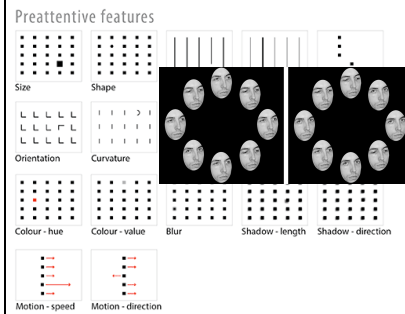 Preattentive features
Size
Shape
Orientation
Curvature
Colour - hue
Colour - value
Blur
Shadow - length
Shadow - direction
Motion - speed
Motion - direction